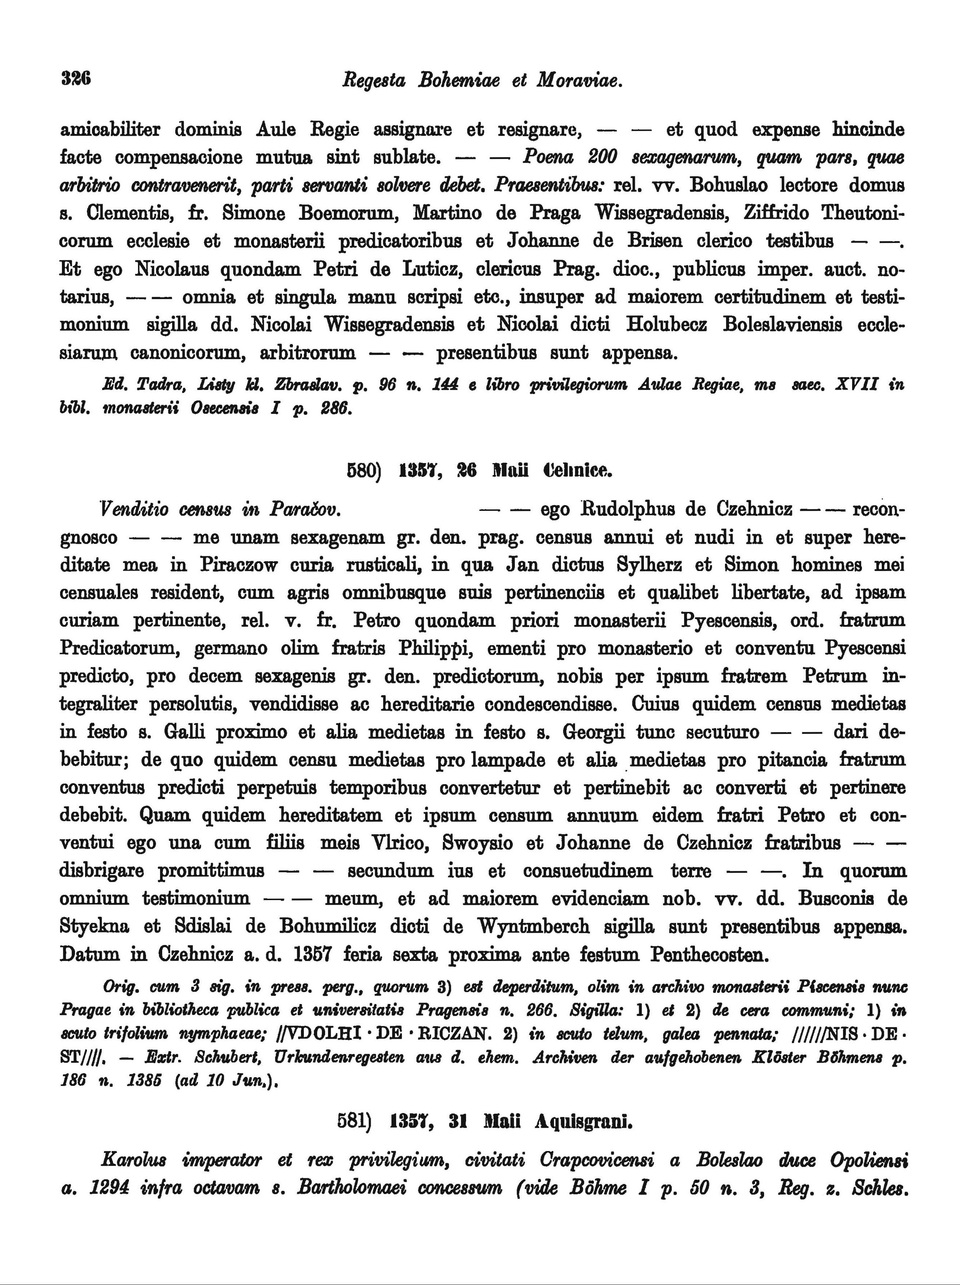 326 Regesta Bohemiae et Moraviae.
amicabiliter dominis Aule Regie assignare et resignare, — — et quod expense hincinde
facte compensacione mutua sint sublate. — — Poena 200 sexagenarum, quam pars, quae
arbitrio contravenerit, parti servanti solvere debet. Praesentibus: rel. vv. Bohuslao lectore domus
s. Clementis, fr. Simone Boemorum, Martino de Praga Wissegradensis, Ziffrido Theutoni-
corum ecclesie et monasterii predicatoribus et Johanne de Brisen clerico testibus — —.
Et ego Nicolaus quondam Petri de Luticz, clericus Prag. dioc., publicus imper. auct. no-
tarius, — — omnia et singula manu scripsi etc., insuper ad maiorem certitudinem et testi-
monium sigilla dd. Nicolai Wissegradensis et Nicolai dicti Holubecz Boleslaviensis eccle-
siarum canonicorum, arbitrorum — — presentibus sunt appensa.
Ed. Tadra, Listy kl. Zbraslav. p. 96 n. 144 e libro privilegiorum Aulae Regiae, ms saec. XVII in
bibl. monasterii Osecensis I p. 286.
580) 1357, 26 Maii Cehnice.
Venditio census in Paračov. — — ego Rudolphus de Czehnicz — — recon-
gnosco — — me unam sexagenam gr. den. prag. census annui et nudi in et super here-
ditate mea in Piraczow curia rusticali, in qua Jan dictus Sylherz et Simon homines mei
censuales resident, cum agris omnibusque suis pertinenciis et qualibet libertate, ad ipsam
curiam pertinente, rel. v. fr. Petro quondam priori monasterii Pyescensis, ord. fratrum
Predicatorum, germano olim fratris Philippi, ementi pro monasterio et conventu Pyescensi
predicto, pro decem sexagenis gr. den. predictorum, nobis per ipsum fratrem Petrum in-
tegraliter persolutis, vendidisse ac hereditarie condescendisse. Cuius quidem census medietas
in festo s. Galli proximo et alia medietas in festo s. Georgii tunc secuturo — — dari de-
bebitur; de quo quidem censu medietas pro lampade et alia medietas pro pitancia fratrum
conventus predicti perpetuis temporibus convertetur et pertinebit ac converti et pertinere
debebit. Quam quidem hereditatem et ipsum censum annuum eidem fratri Petro et con-
ventui ego una cum filiis meis Vlrico, Swoysio et Johanne de Czehnicz fratribus — —
disbrigare promittimus — — secundum ius et consuetudinem terre — —. In quorum
omnium testimonium — — meum, et ad maiorem evidenciam nob. vv. dd. Busconis de
Styekna et Sdislai de Bohumilicz dicti de Wyntmberch sigilla sunt presentibus appensa.
Datum in Czehnicz a. d. 1357 feria sexta proxima ante festum Penthecosten.
Orig. cum 3 sig. in press. perg., quorum 3) est deperditum, olim in archivo monasterii Piscensis nunc
Pragae in bibliotheca publica et universitatis Pragensis n. 266. Sigilla: 1) et 2) de cera communi; 1) in
scuto trifolium nymphaeae; //VDOLHI · DE · RICZAN. 2) in scuto telum, galea pennata; //////NIS · DE ·
ST////. — Extr. Schubert, Urkundenregesten aus d. ehem. Archiven der aufgehobenen Klöster Böhmens p.
186 n. 1385 (ad 10 Jun.).
581) 1357, 31 Maii Aquisgrani.
Karolus imperator et rex privilegium, civitati Crapcovicensi a Boleslao duce Opoliensi
a. 1294 infra octavam s. Bartholomaei concessum (vide Böhme I p. 50 n. 3, Reg. z. Schles.